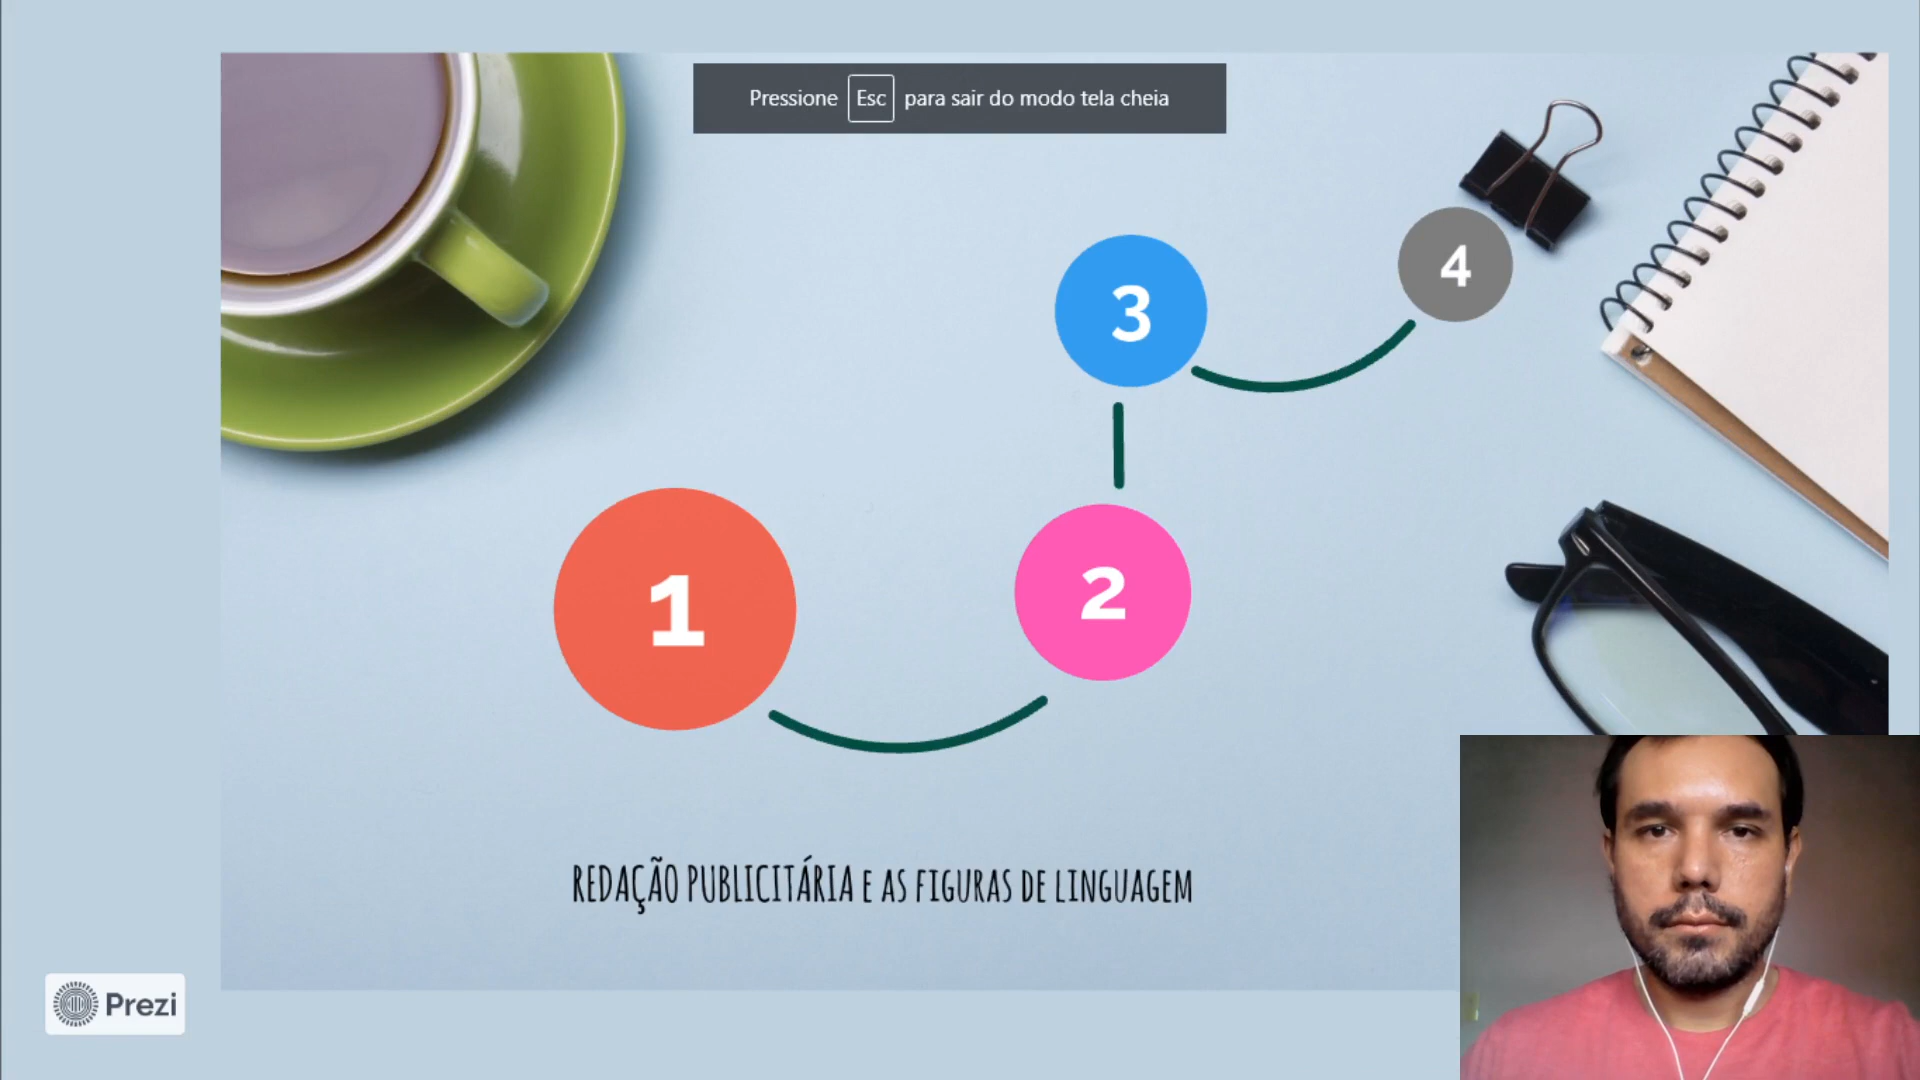 Pressione Esc para sair do modo tela cheia
4
3
1
2
REDAÇÃO PUBLICITÁRIA E AS FIGURAS DE LINGUAGEM
Prezi